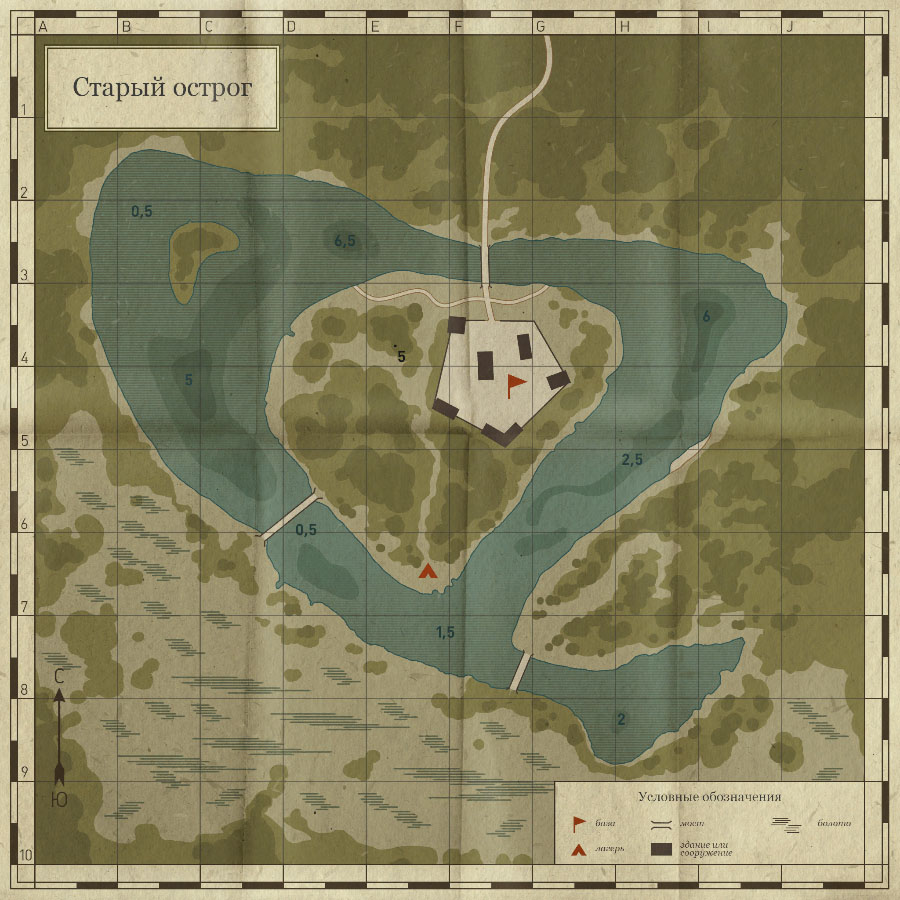 A B C D E F G H I J
Старый острог
1
2
0,5
6,5
3
6
4
5
5
5
2,5
6
0,5
7
1,5
8
С
2
9
Ю
Условные обозначения
база мост болото
лагерь здание или
сооружение
10